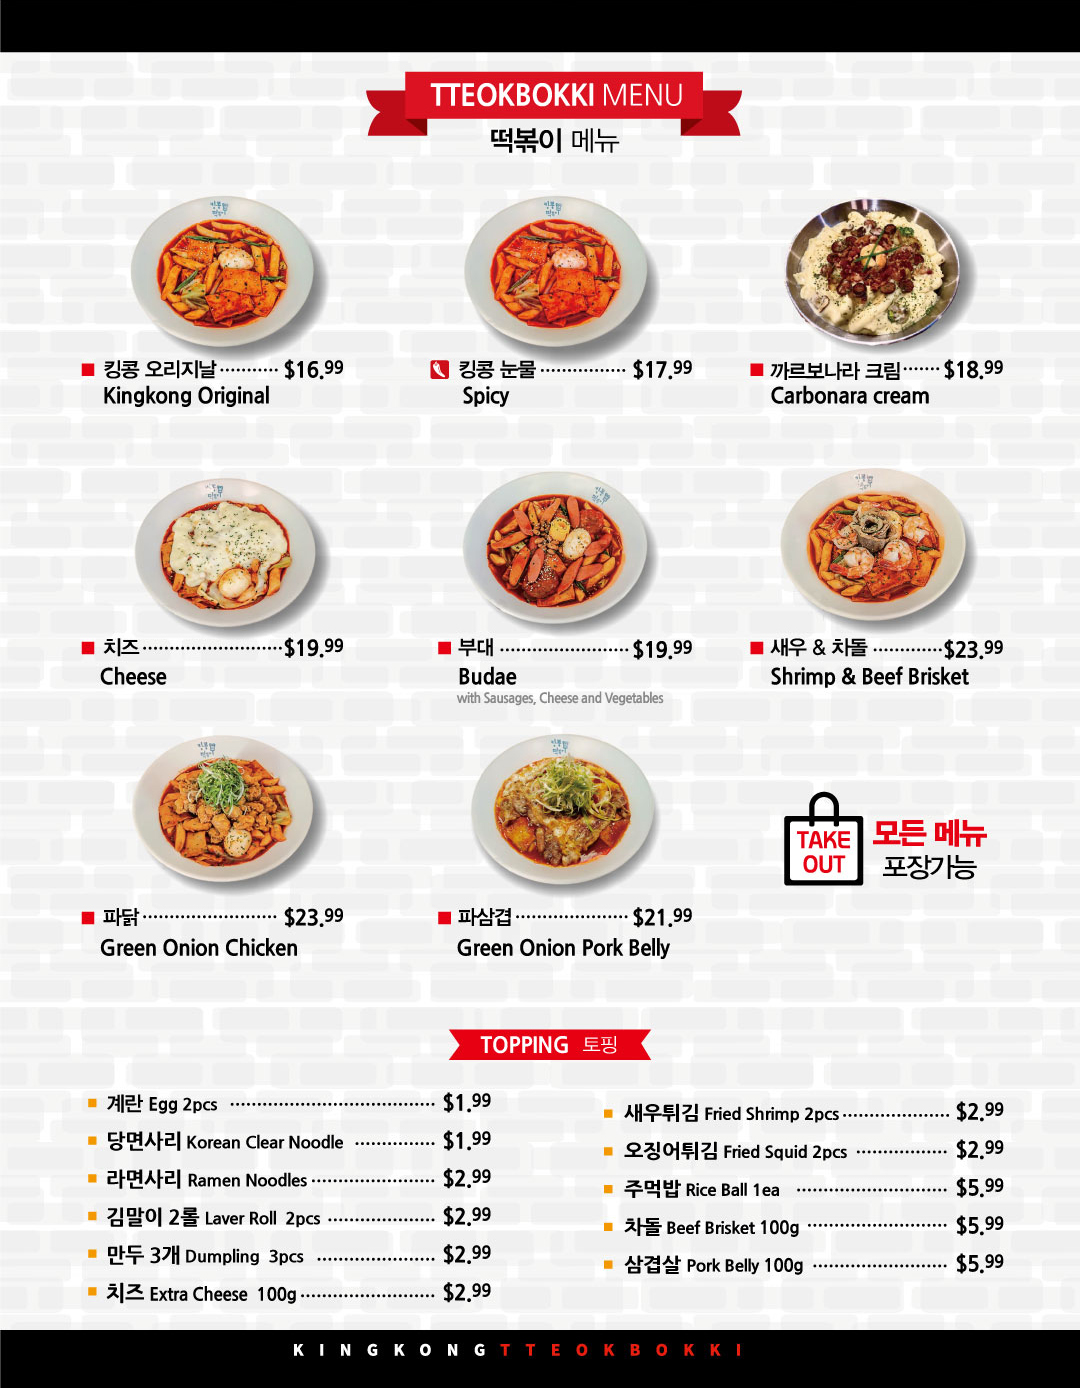 TTEOKBOKKI MENU
떡볶이 메뉴
킹콩 오리지날 ........... $16.99
Kingkong Original
킹콩 눈물 ................ $17.99
Spicy
까르보나라 크림 ....... $18.99
Carbonara cream
치즈 .......................... $19.99
Cheese
부대 ........................ $19.99
Budae
with Sausages, Cheese and Vegetables
새우 & 차돌 ............. $23.99
Shrimp & Beef Brisket
파닭 ......................... $23.99
Green Onion Chicken
파삼겹 ..................... $21.99
Green Onion Pork Belly
TAKE OUT
모든 메뉴
포장가능
TOPPING 토핑
계란 Egg 2pcs ...................................... $1.99
당면사리 Korean Clear Noodle ............... $1.99
라면사리 Ramen Noodles ....................... $2.99
김말이 2롤 Laver Roll 2pcs .................... $2.99
만두 3개 Dumpling 3pcs ...................... $2.99
치즈 Extra Cheese 100g ......................... $2.99
새우튀김 Fried Shrimp 2pcs .................... $2.99
오징어튀김 Fried Squid 2pcs ................. $2.99
주먹밥 Rice Ball 1ea ............................ $5.99
차돌 Beef Brisket 100g .......................... $5.99
삼겹살 Pork Belly 100g ......................... $5.99
KINGKONGTTEOKBOKKI